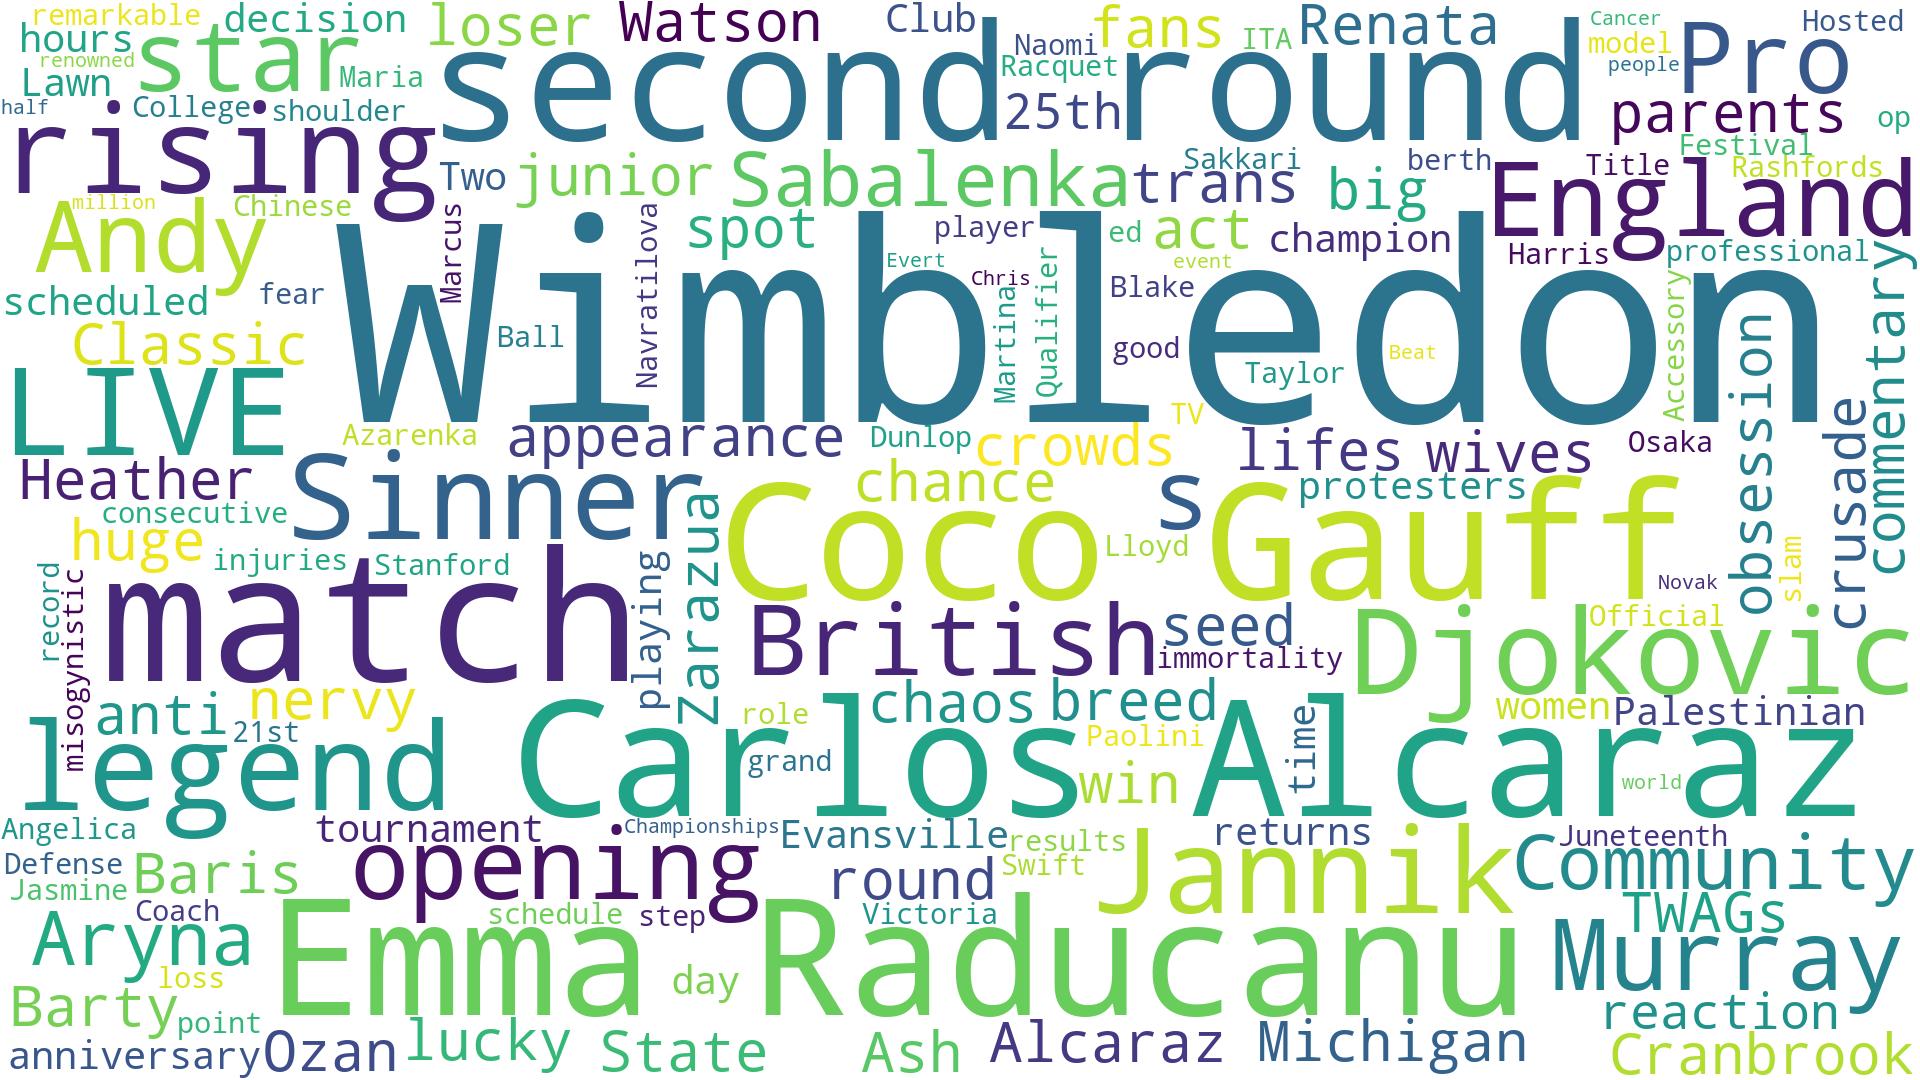 remarkable
decision
loser
Watson
Club
fans
ITA
Renata
Cancer
Hosted
hours
star
second round
Naomi
model
Pro
renowned
Lawn
Maria
Racquet
people
half
College
shoulder
25th
parents
op
rising
Two
junior
Sabalenka
Sakkari
trans
berth
big
Festival
Title
Rashfords
England
million
Chinese
Andy
Marcus
Navratilova
spot
player
ed
act
champion
Harris
professional
Evert
event
Chris
scheduled
fear
Wimbledon
Martina
Qualifier
Blake
Accessory
commentary
Classic
Ball
good
Taylor
Beat
obsession
LIVE
Azarenka
appearance
Dunlop
crowds
TV
lifes
wives
Osaka
crusade
Heather
Sinner
chance
s
protesters
consecutive
huge
injuries
Stanford
Zarazua
Coco Gauff
Lloyd
slam
record
misogynistic
match
playing
British
seed
immortality
Novak
Official
Djokovic
anti
nervy
21st
legend
Carlos Alcaraz
role
chaos
breed
Paolini
grand
win
time
women
Palestinian
world
Angelica
tournament
Championships
Evansville
results
returns
Juneteenth
Defense
Jasmine
Baris
opening
round
Swift
Jannik
Community
Coach
schedule
step
Victoria
TWAGs
Aryna
Emma Raducanu
Murray
loss
day
Barty
point
reaction
anniversary
Ozan
lucky
State
Ash
Alcaraz
Michigan
Cranbrook